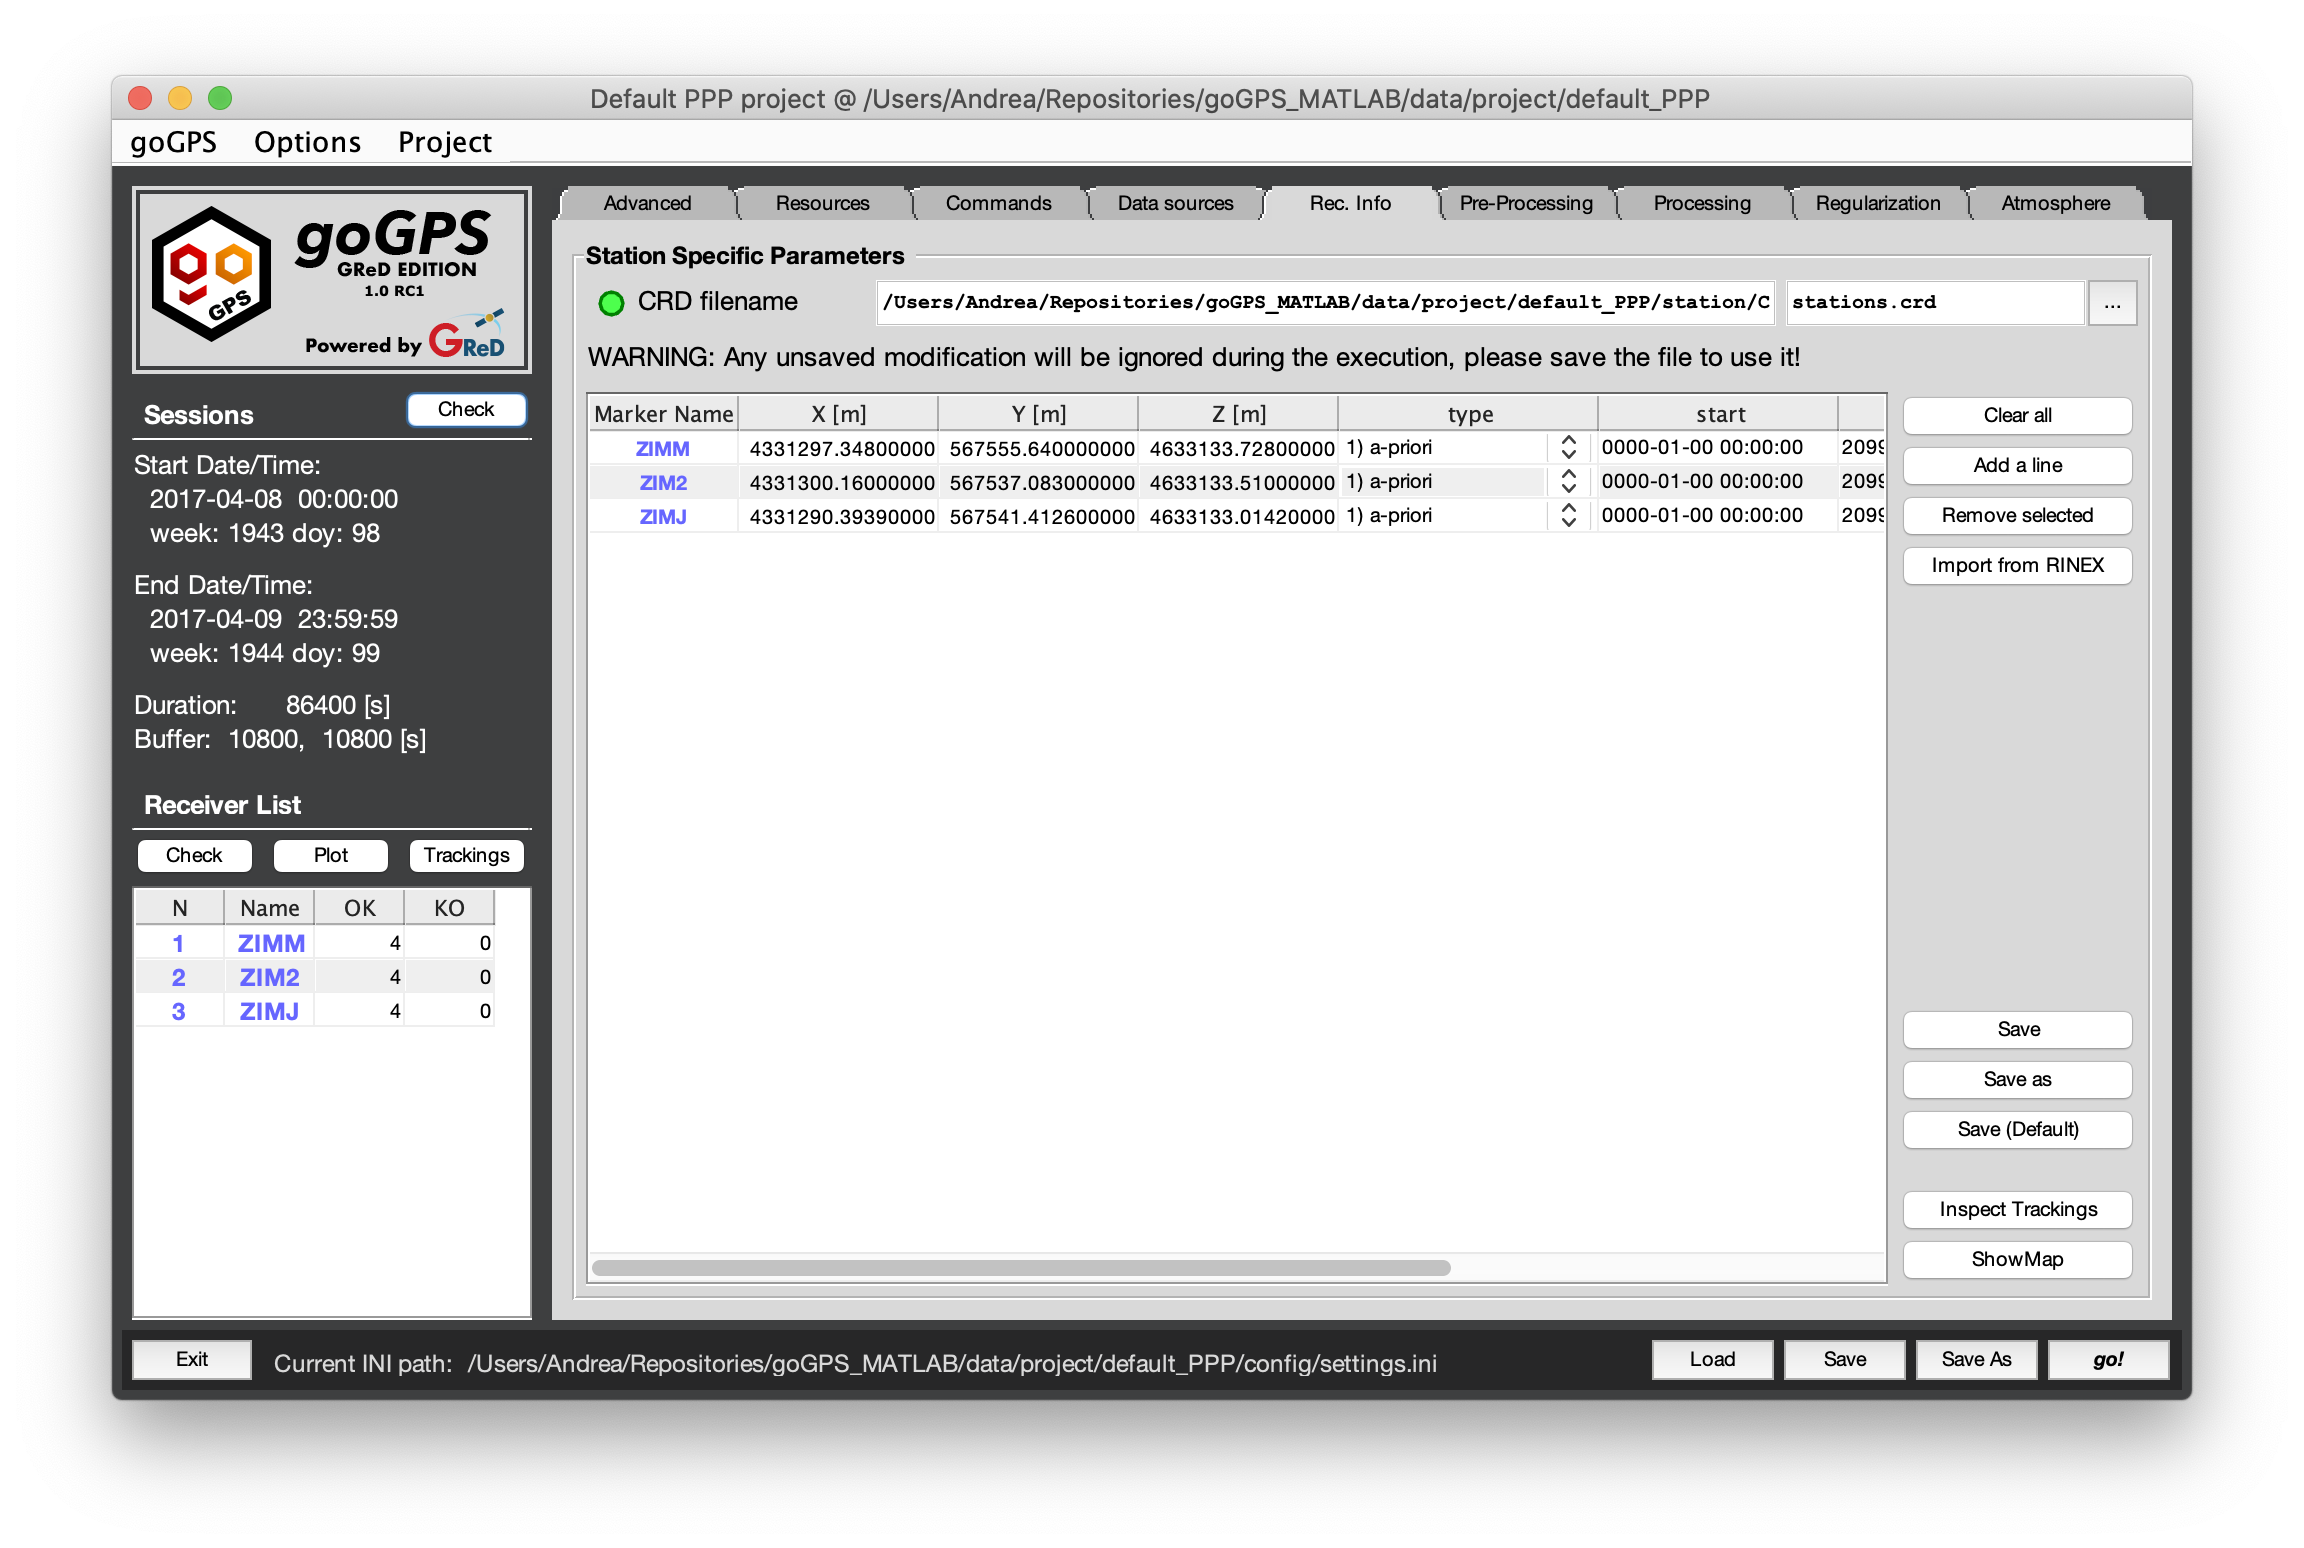 Default PPP project @ /Users/Andrea/Repositories/goGPS_MATLAB/data/project/default_PPP
goGPS Options Project
go GPS
goGPS
GReD EDITION
1.0 RC1
Powered by GReD
Sessions Check
Start Date/Time:
2017-04-08 00:00:00
week: 1943 doy: 98
End Date/Time:
2017-04-09 23:59:59
week: 1944 doy: 99
Duration: 86400 [s]
Buffer: 10800, 10800 [s]
Receiver List
Check Plot Trackings
N Name OK KO
1 ZIMM 4 0
2 ZIM2 4 0
3 ZIMJ 4 0
Advanced Resources Commands Data sources Rec. Info Pre-Processing Processing Regularization Atmosphere
Station Specific Parameters
CRD filename /Users/Andrea/Repositories/goGPS_MATLAB/data/project/default_PPP/station/C stations.crd ...
WARNING: Any unsaved modification will be ignored during the execution, please save the file to use it!
Marker Name X [m] Y [m] Z [m] type start
ZIMM 4331297.34800000 567555.640000000 4633133.72800000 1) a-priori 0000-01-00 00:00:00 2099
ZIM2 4331300.16000000 567537.083000000 4633133.51000000 1) a-priori 0000-01-00 00:00:00 2099
ZIMJ 4331290.39390000 567541.412600000 4633133.01420000 1) a-priori 0000-01-00 00:00:00 2099
Clear all
Add a line
Remove selected
Import from RINEX
Save
Save as
Save (Default)
Inspect Trackings
ShowMap
Exit Current INI path: /Users/Andrea/Repositories/goGPS_MATLAB/data/project/default_PPP/config/settings.ini Load Save Save As go!